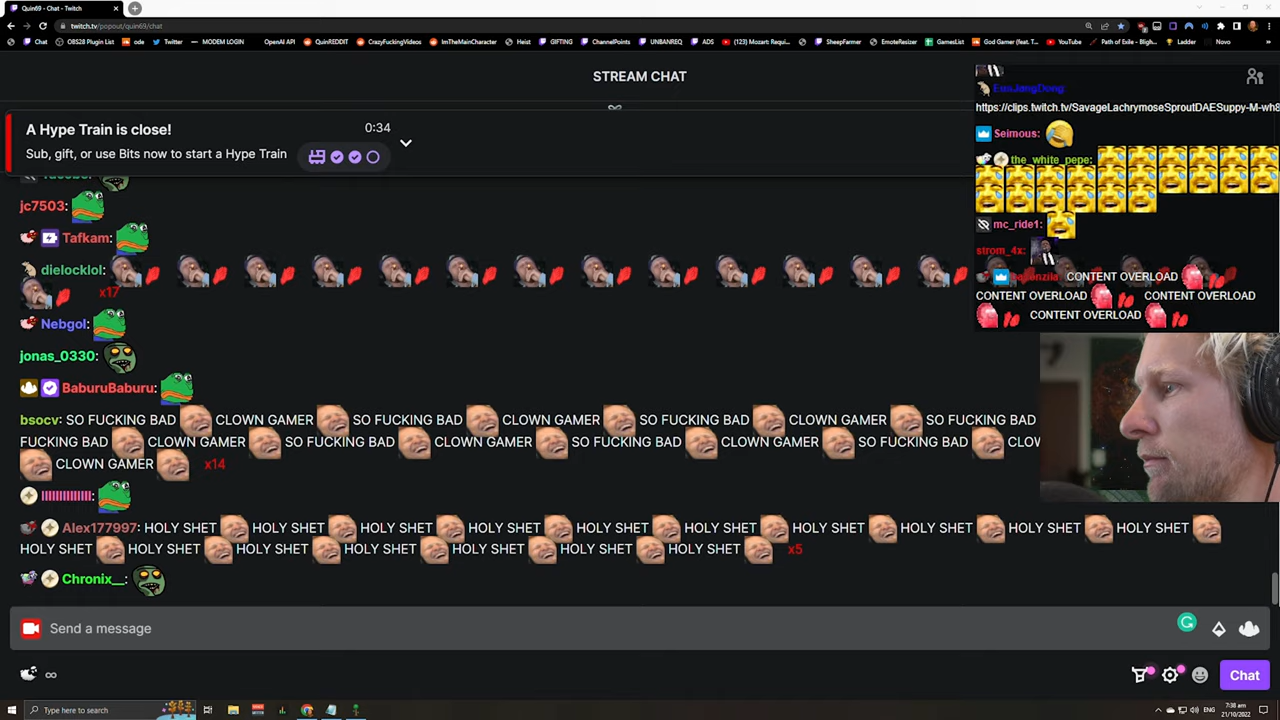 Quin69 - Chat - Twitch
twitch.tv/popout/quin69/chat
Chat OBS28 Plugin List ode Twitter MODEM LOGIN OpenAI API QuinREDDIT CrazyFuckingVideos ImTheMainCharacter Heist GIFTING ChannelPoints UNBANREQ ADS (123) Mozart: Requi... SheepFarmer EmoteResizer GamesList God Gamer (feat. T... YouTube Path of Exile - Bligh... Ladder Novo
STREAM CHAT
A Hype Train is close!
0:34
Sub, gift, or use Bits now to start a Hype Train
jc7503:
Tafkam:
dielocklol:
x17
Nebgol:
jonas_0330:
BaburuBaburu:
bsocv: SO FUCKING BAD CLOWN GAMER SO FUCKING BAD CLOWN GAMER SO FUCKING BAD CLOWN GAMER SO FUCKING BAD
FUCKING BAD CLOWN GAMER SO FUCKING BAD CLOWN GAMER SO FUCKING BAD CLOWN GAMER SO FUCKING BAD CLOW
CLOWN GAMER x14
Alex177997: HOLY SHET HOLY SHET HOLY SHET HOLY SHET HOLY SHET HOLY SHET HOLY SHET HOLY SHET HOLY SHET HOLY SHET
HOLY SHET HOLY SHET HOLY SHET HOLY SHET HOLY SHET HOLY SHET HOLY SHET x5
Chronix__:
Send a message
Chat
https://clips.twitch.tv/SavageLachrymoseSproutDAESuppy-M-wh8
Seimous:
the_white_pepe:
mc_ride1:
strom_4x:
CONTENT OVERLOAD
CONTENT OVERLOAD CONTENT OVERLOAD
CONTENT OVERLOAD
Type here to search
ENG
7:38 am
21/10/2022